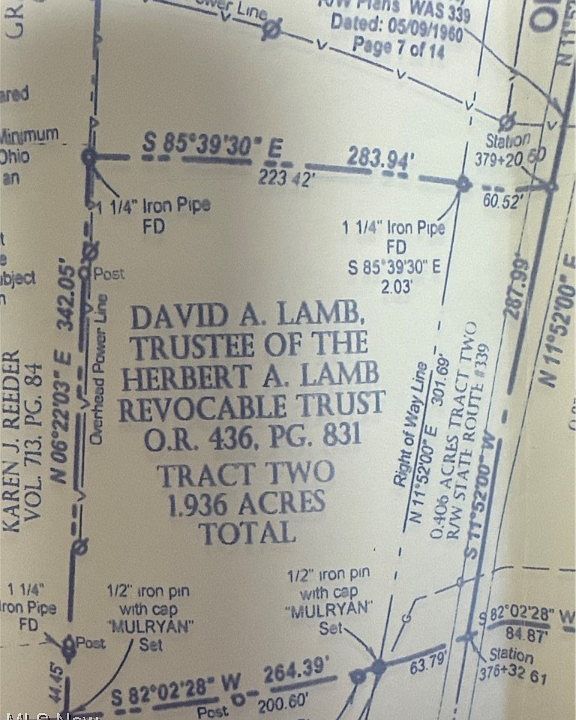 R/W Plans WAS 339
Dated: 05/09/1960
Page 7 of 14
Power Line
GR
ared
Minimum
Ohio
an
S 85°39'30" E
283.94'
223.42'
Station
379+20.60
60.52'
1 1/4" Iron Pipe
FD
1 1/4" Iron Pipe
FD
S 85°39'30" E
2.03'
Post
Overhead Power Line
N 06°22'03" E 342.05'
KAREN J. REEDER
VOL. 713, PG. 84
DAVID A. LAMB,
TRUSTEE OF THE
HERBERT A. LAMB
REVOCABLE TRUST
O.R. 436, PG. 831
TRACT TWO
1.936 ACRES
TOTAL
Right of Way Line
N 11°52'00" E 301.69'
0.406 ACRES TRACT TWO
R/W STATE ROUTE #339
S 11°52'00" W
287.99'
N 11°52'00" E
1 1/4"
Iron Pipe
FD
Post
1/2" iron pin
with cap
"MULRYAN"
Set
1/2" iron pin
with cap
"MULRYAN"
Set
G
S 82°02'28" W
84.87'
Station
376+32.61
63.79'
44.45'
S 82°02'28" W
264.39'
200.60'
Post
MLS Now